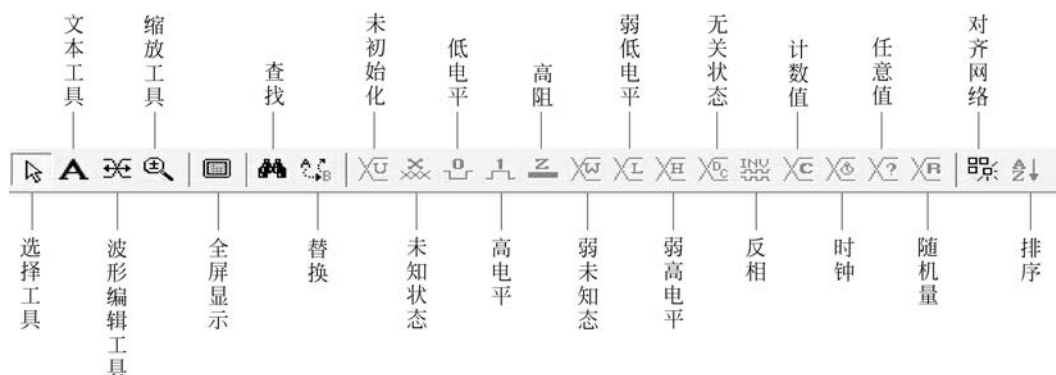 文本工具
缩放工具
查找
未初始化
低电平
高阻
弱低电平
无关状态
计数值
任意值
对齐网络
A
A
B
U
X
0
1
Z
W
L
H
DC
INV
C
?
R
A
Z
选择工具
波形编辑工具
全屏显示
替换
未知状态
高电平
弱未知态
弱高电平
反相
时钟
随机量
排序